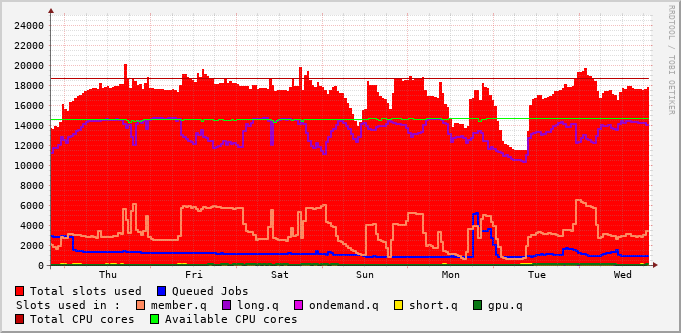 RRDTOOL / TOBI OETIKER
24000
22000
20000
18000
16000
14000
12000
10000
8000
6000
4000
2000
0
Thu Fri Sat Sun Mon Tue Wed
Total slots used Queued Jobs
Slots used in : member.q long.q ondemand.q short.q gpu.q
Total CPU cores Available CPU cores